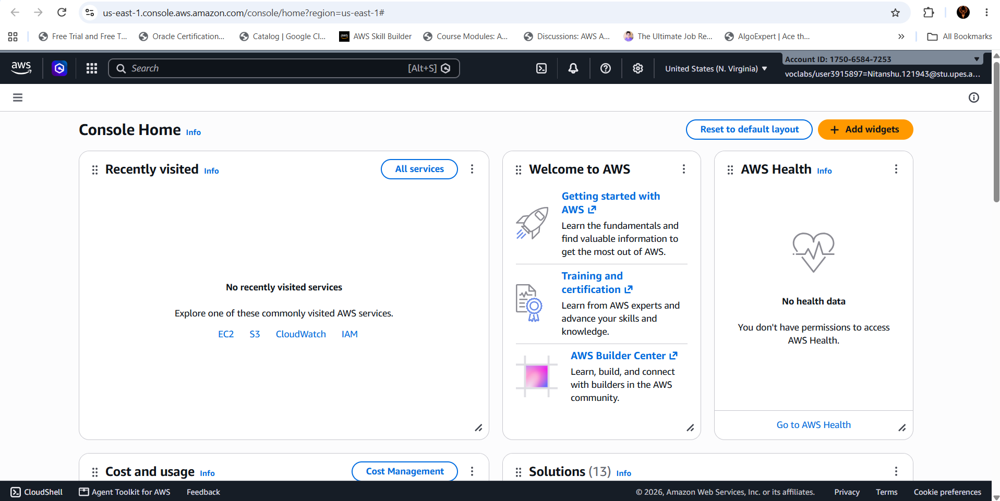 us-east-1.console.aws.amazon.com/console/home?region=us-east-1#
Free Trial and Free T...
Oracle Certification...
Catalog | Google Cl...
aws
AWS Skill Builder
Course Modules: A...
Discussions: AWS A...
The Ultimate Job Re...
AlgoExpert | Ace th...
All Bookmarks
aws
Search
[Alt+S]
United States (N. Virginia)
Account ID: 1750-6584-7253
voclabs/user3915897=Nitanshu.121943@stu.upes.a...
Console Home Info
Reset to default layout
Add widgets
Recently visited Info
All services
No recently visited services
Explore one of these commonly visited AWS services.
EC2 S3 CloudWatch IAM
Welcome to AWS
Getting started with
AWS
Learn the fundamentals and
find valuable information to
get the most out of AWS.
Training and
certification
Learn from AWS experts and
advance your skills and
knowledge.
AWS Builder Center
Learn, build, and connect
with builders in the AWS
community.
AWS Health Info
No health data
You don't have permissions to access
AWS Health.
Go to AWS Health
Cost and usage Info
Cost Management
Solutions (13) Info
CloudShell
Agent Toolkit for AWS
Feedback
© 2026, Amazon Web Services, Inc. or its affiliates.
Privacy
Terms
Cookie preferences